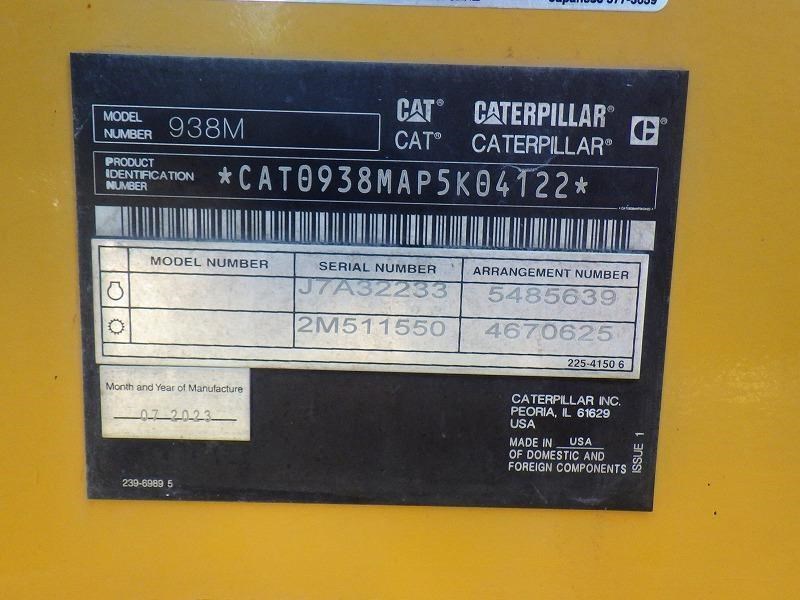 MODEL NUMBER 938M
CAT® CATERPILLAR®
CAT® CATERPILLAR®
PRODUCT IDENTIFICATION NUMBER *CAT0938MAP5K04122*
MODEL NUMBER SERIAL NUMBER ARRANGEMENT NUMBER
J7A32233 5485639
2M511550 4670625
225-4150 6
Month and Year of Manufacture
07 2023
CATERPILLAR INC.
PEORIA, IL 61629
USA
MADE IN USA
OF DOMESTIC AND
FOREIGN COMPONENTS
ISSUE 1
239-6989 5